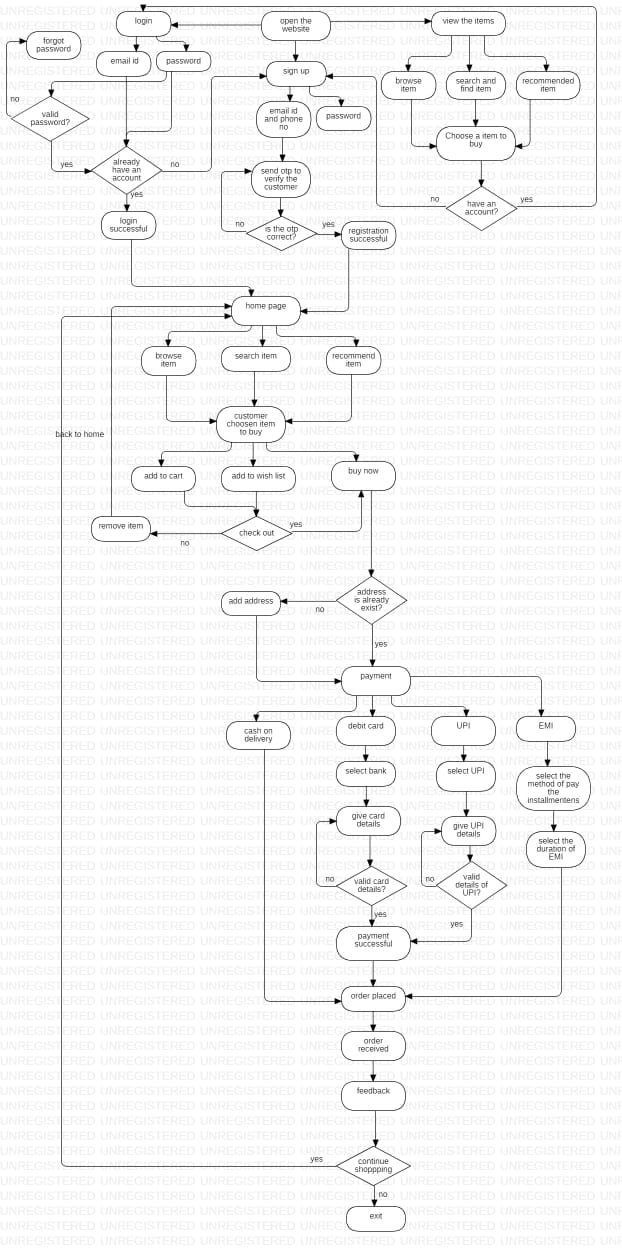 login
open the
website
view the items
forgot
password
email id
password
sign up
browse
item
search and
find item
recommended
item
no
valid
password?
email id
and phone
no
password
Choose a item to
buy
yes
already
have an
account
no
send otp to
verify the
customer
no
have an
account?
yes
yes
login
successful
no
is the otp
correct?
yes
registration
successful
home page
browse
item
search item
recommend
item
customer
choosen item
to buy
back to home
add to cart
add to wish list
buy now
remove item
no
check out
yes
address
is already
exist?
add address
no
yes
payment
cash on
delivery
debit card
UPI
EMI
select bank
select UPI
select the
method of pay
the
installmentens
give card
details
give UPI
details
select the
duration of
EMI
no
valid card
details?
no
valid
details of
UPI?
yes
yes
payment
successful
order placed
order
received
feedback
yes
continue
shoppping
no
exit
UNREGISTERED